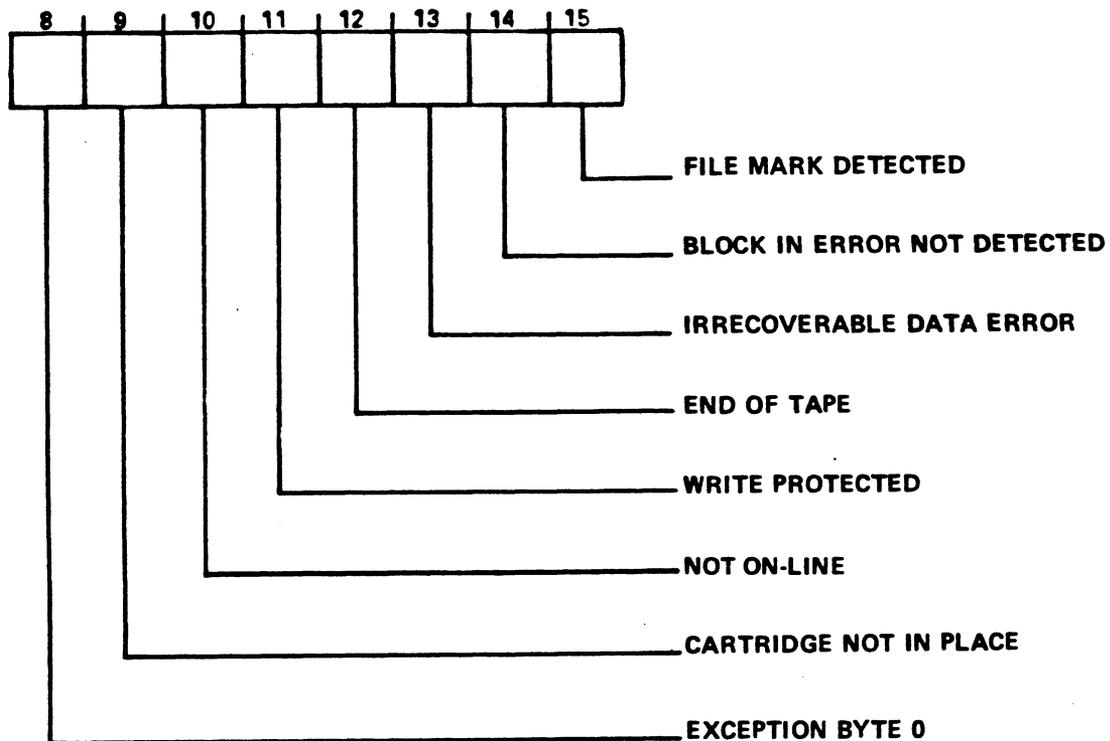 8 9 10 11 12 13 14 15
FILE MARK DETECTED
BLOCK IN ERROR NOT DETECTED
IRRECOVERABLE DATA ERROR
END OF TAPE
WRITE PROTECTED
NOT ON-LINE
CARTRIDGE NOT IN PLACE
EXCEPTION BYTE 0